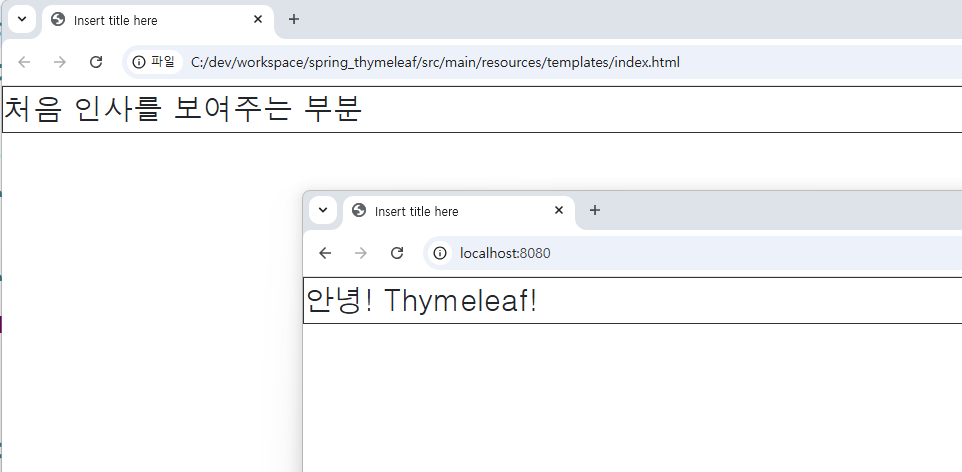 Insert title here
파일 C:/dev/workspace/spring_thymeleaf/src/main/resources/templates/index.html
처음 인사를 보여주는 부분
Insert title here
localhost:8080
안녕! Thymeleaf!